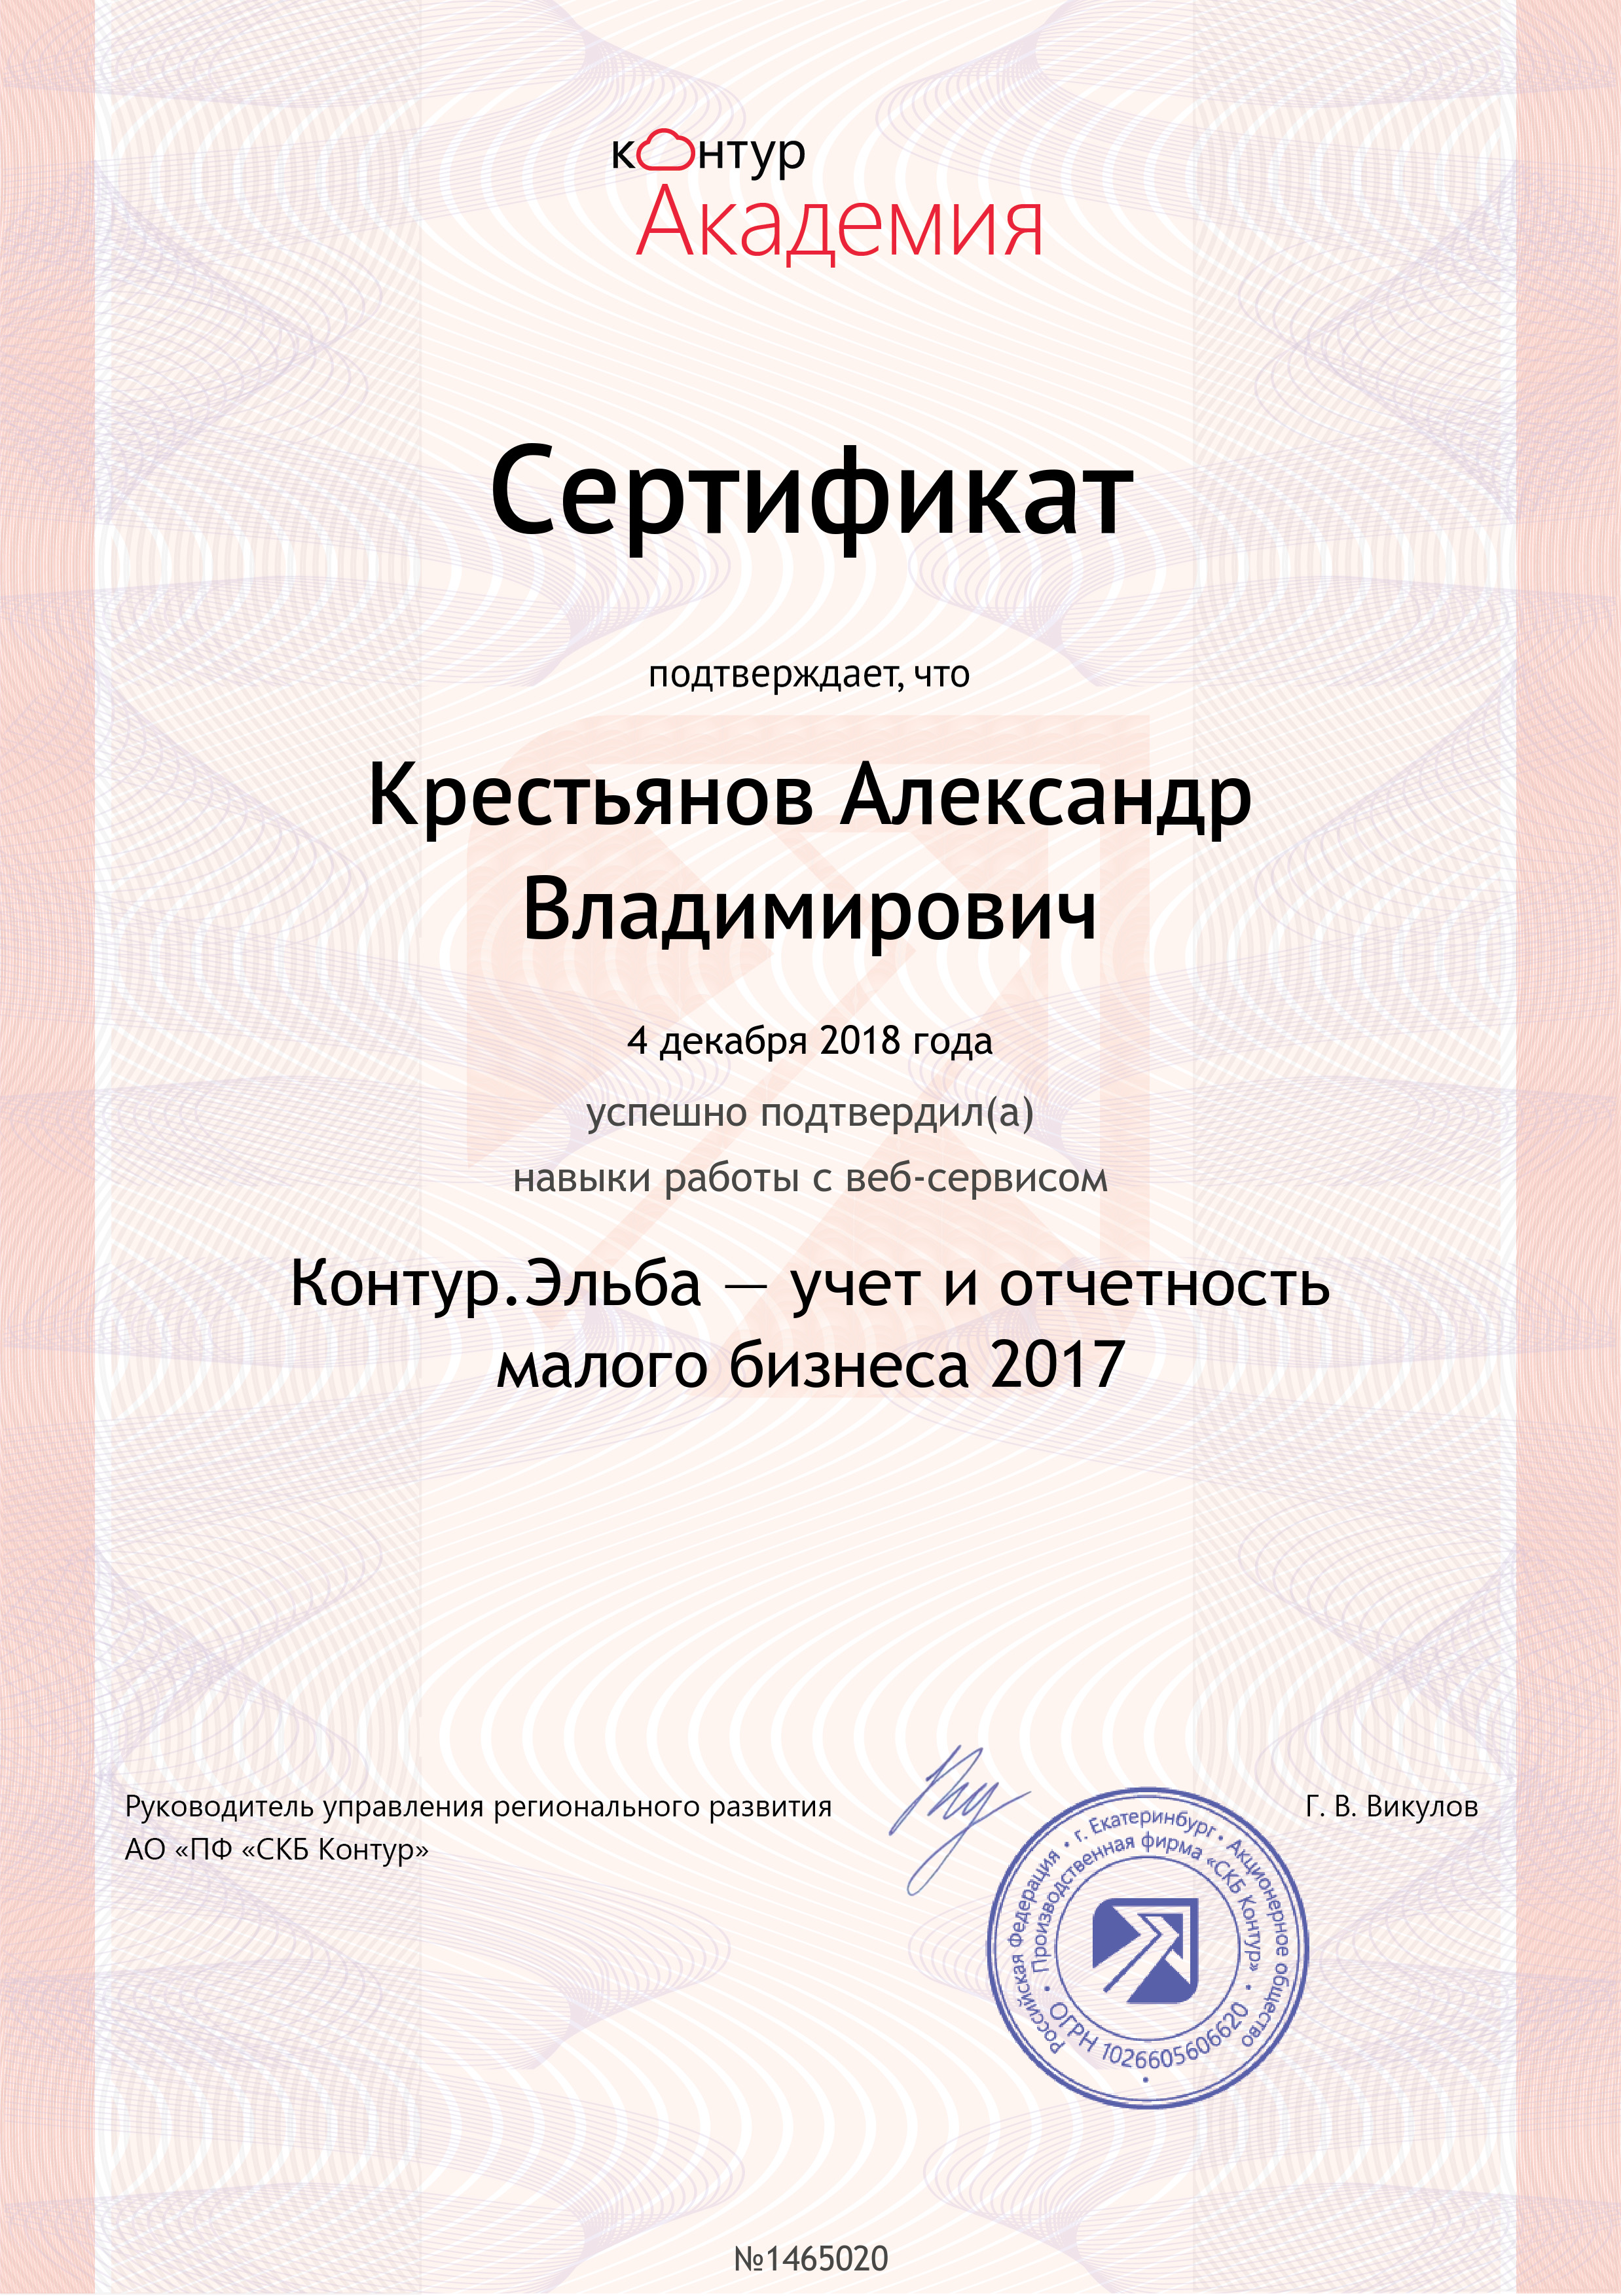 контур
Академия
Сертификат
подтверждает, что
Крестьянов Александр
Владимирович
4 декабря 2018 года
успешно подтвердил(а)
навыки работы с веб-сервисом
Контур.Эльба — учет и отчетность
малого бизнеса 2017
Руководитель управления регионального развития
АО «ПФ «СКБ Контур»
Г. В. Викулов
Российская Федерация • г. Екатеринбург • Акционерное общество
• Производственная фирма «СКБ Контур» •
ОГРН 1026605606620
№1465020